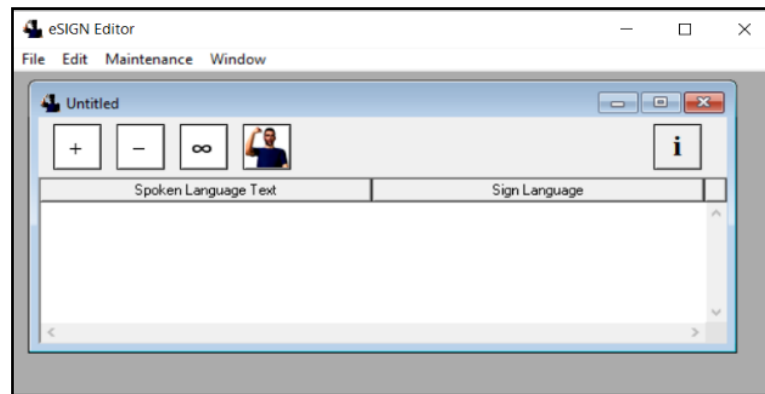 eSIGN Editor
File Edit Maintenance Window
Untitled
+ − ∞ i
Spoken Language Text Sign Language